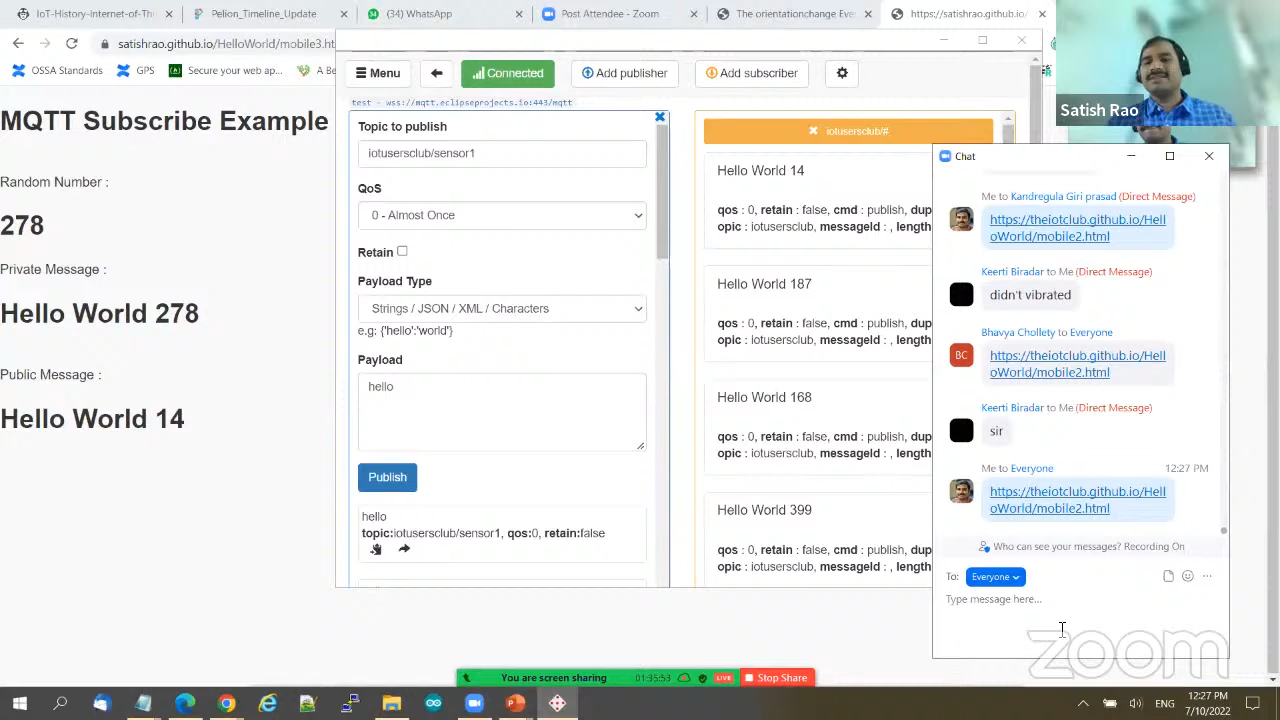 IoT-History-Internet-of-Th
Pelion_Timeline_Update
(34) WhatsApp
Post Attendee - Zoom
The orientationchange Eve
https://satishrao.github.io/
satishrao.github.io/HelloWorld/mobile3.ht
OSSA Standards
GPS
Secure your web ap...
A Be
Menu
Connected
Add publisher
Add subscriber
test - wss://mqtt.eclipseprojects.io:443/mqtt
MQTT Subscribe Example
Random Number :
278
Private Message :
Hello World 278
Public Message :
Hello World 14
Topic to publish
iotusersclub/sensor1
QoS
0 - Almost Once
Retain
Payload Type
Strings / JSON / XML / Characters
e.g: {'hello':'world'}
Payload
hello
Publish
hello
topic:iotusersclub/sensor1, qos:0, retain:false
iotusersclub/#
Hello World 14
qos : 0, retain : false, cmd : publish, dup
opic : iotusersclub, messageId : , length
Hello World 187
qos : 0, retain : false, cmd : publish, dup
opic : iotusersclub, messageId : , length
Hello World 168
qos : 0, retain : false, cmd : publish, dup
opic : iotusersclub, messageId : , length
Hello World 399
qos : 0, retain : false, cmd : publish, dup
opic : iotusersclub, messageId : , length
Satish Rao
Chat
Me to Kandregula Giri prasad (Direct Message)
https://theiotclub.github.io/Hell
oWorld/mobile2.html
Keerti Biradar to Me (Direct Message)
didn't vibrated
Bhavya Chollety to Everyone
BC
https://theiotclub.github.io/Hell
oWorld/mobile2.html
Keerti Biradar to Me (Direct Message)
sir
Me to Everyone 12:27 PM
https://theiotclub.github.io/Hell
oWorld/mobile2.html
Who can see your messages? Recording On
To: Everyone
Type message here...
zoom
You are screen sharing
01:35:53
LIVE
Stop Share
ENG
12:27 PM
7/10/2022